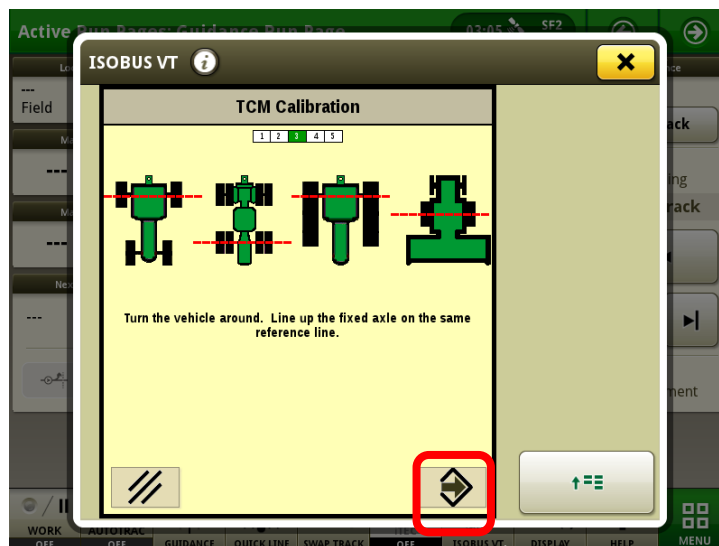 Active Run Pages: Guidance Run Page
03:05
SF2
ISOBUS VT
i
TCM Calibration
1 2 3 4 5
Turn the vehicle around. Line up the fixed axle on the same
reference line.
---
Field
---
---
Nex
---
ack
ing
rack
ment
WORK
OFF
AUTOTRAC
OFF
GUIDANCE
QUICK LINE
SWAP TRACK
OFF
ISOBUS VT
DISPLAY
HELP
MENU